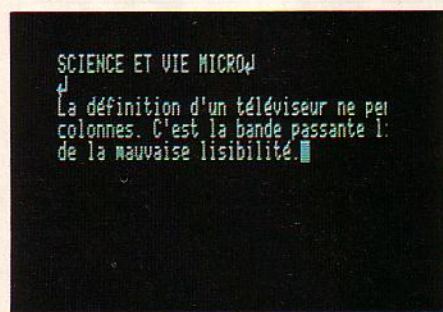 SCIENCE ET VIE MICRO↲
↲
La définition d'un téléviseur ne
colonnes. C'est la bande passante
de la mauvaise lisibilité.